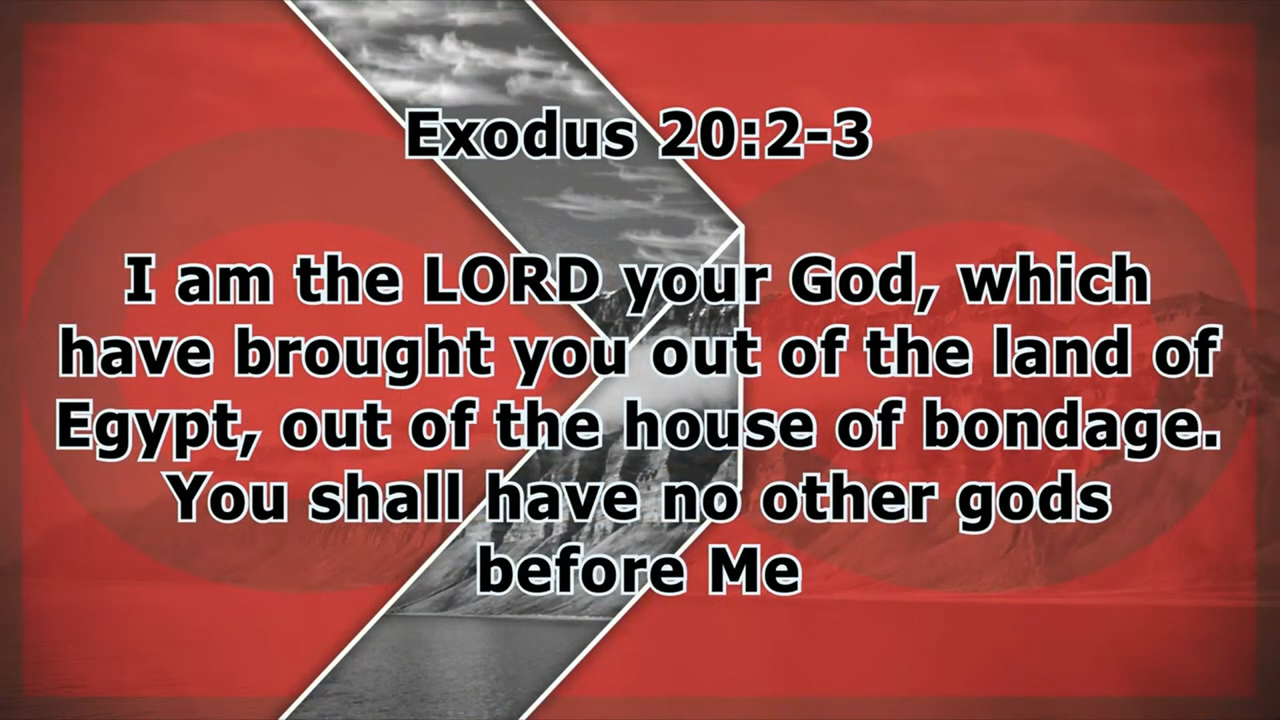 Exodus 20:2-3
I am the LORD your God, which
have brought you out of the land of
Egypt, out of the house of bondage.
You shall have no other gods
before Me